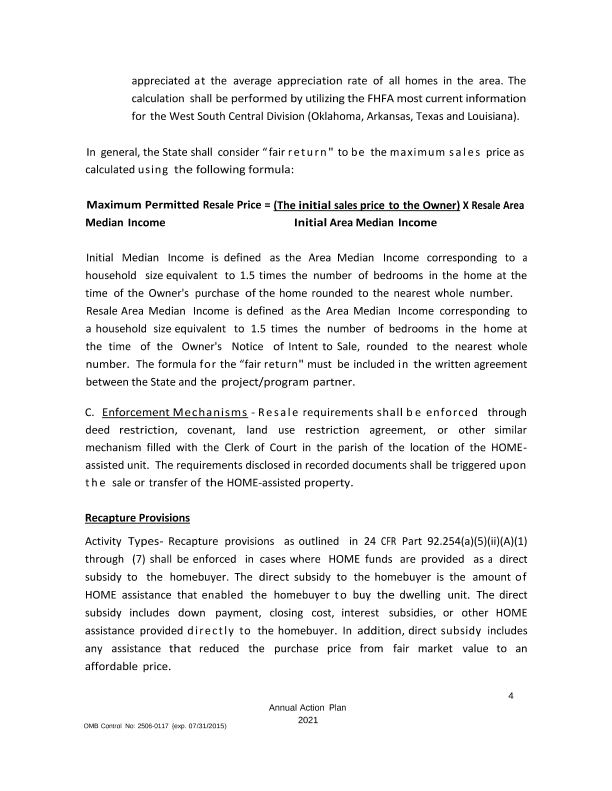 appreciated at the average appreciation rate of all homes in the area. The
calculation shall be performed by utilizing the FHFA most current information
for the West South Central Division (Oklahoma, Arkansas, Texas and Louisiana).
In general, the State shall consider "fair return" to be the maximum sales price as
calculated using the following formula:
Maximum Permitted Resale Price = (The initial sales price to the Owner) X Resale Area
Median Income Initial Area Median Income
Initial Median Income is defined as the Area Median Income corresponding to a
household size equivalent to 1.5 times the number of bedrooms in the home at the
time of the Owner's purchase of the home rounded to the nearest whole number.
Resale Area Median Income is defined as the Area Median Income corresponding to
a household size equivalent to 1.5 times the number of bedrooms in the home at
the time of the Owner's Notice of Intent to Sale, rounded to the nearest whole
number. The formula for the "fair return" must be included in the written agreement
between the State and the project/program partner.
C. Enforcement Mechanisms - Resale requirements shall be enforced through
deed restriction, covenant, land use restriction agreement, or other similar
mechanism filled with the Clerk of Court in the parish of the location of the HOME-
assisted unit. The requirements disclosed in recorded documents shall be triggered upon
the sale or transfer of the HOME-assisted property.
Recapture Provisions
Activity Types- Recapture provisions as outlined in 24 CFR Part 92.254(a)(5)(ii)(A)(1)
through (7) shall be enforced in cases where HOME funds are provided as a direct
subsidy to the homebuyer. The direct subsidy to the homebuyer is the amount of
HOME assistance that enabled the homebuyer to buy the dwelling unit. The direct
subsidy includes down payment, closing cost, interest subsidies, or other HOME
assistance provided directly to the homebuyer. In addition, direct subsidy includes
any assistance that reduced the purchase price from fair market value to an
affordable price.
4
Annual Action Plan
2021
OMB Control No: 2506-0117 (exp. 07/31/2015)